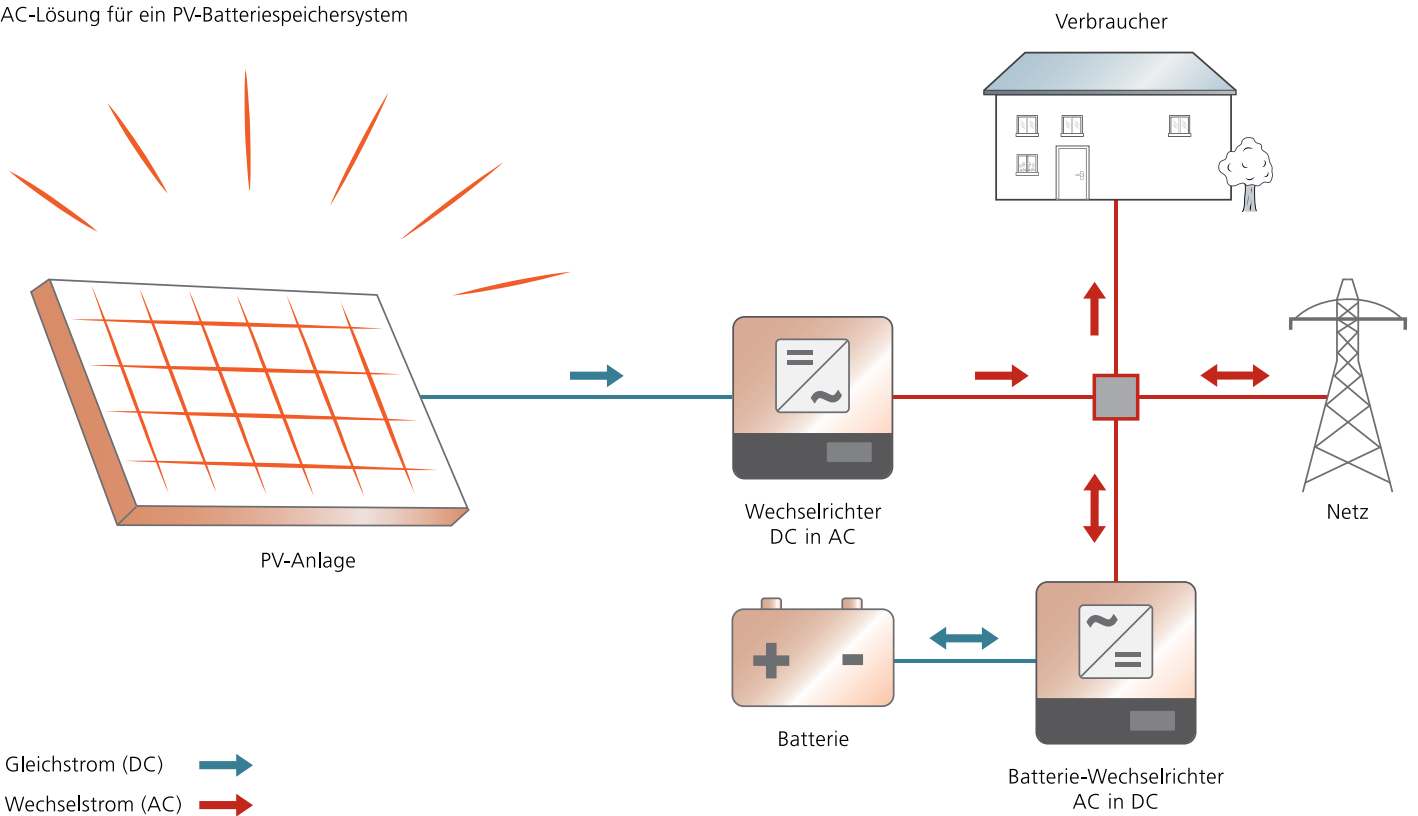 AC-Lösung für ein PV-Batteriespeichersystem
Verbraucher
PV-Anlage
Wechselrichter
DC in AC
Netz
Batterie
Batterie-Wechselrichter
AC in DC
Gleichstrom (DC)
Wechselstrom (AC)